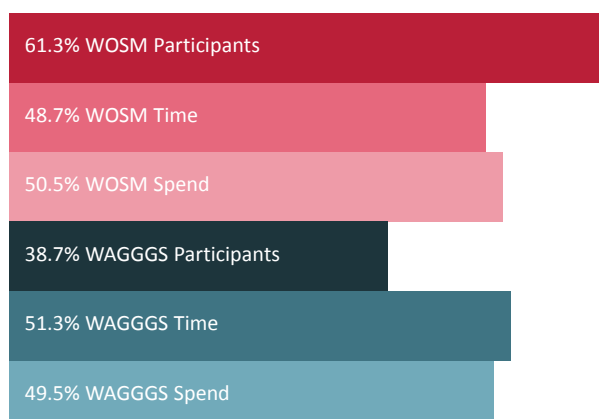 61.3% WOSM Participants
48.7% WOSM Time
50.5% WOSM Spend
38.7% WAGGGS Participants
51.3% WAGGGS Time
49.5% WAGGGS Spend